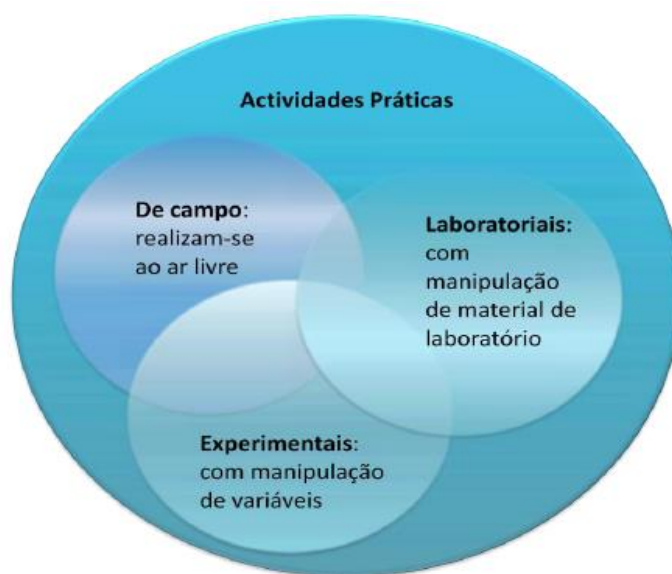 Actividades Práticas
De campo:
realizam-se
ao ar livre
Laboratoriais:
com
manipulação
de material de
laboratório
Experimentais:
com manipulação
de variáveis